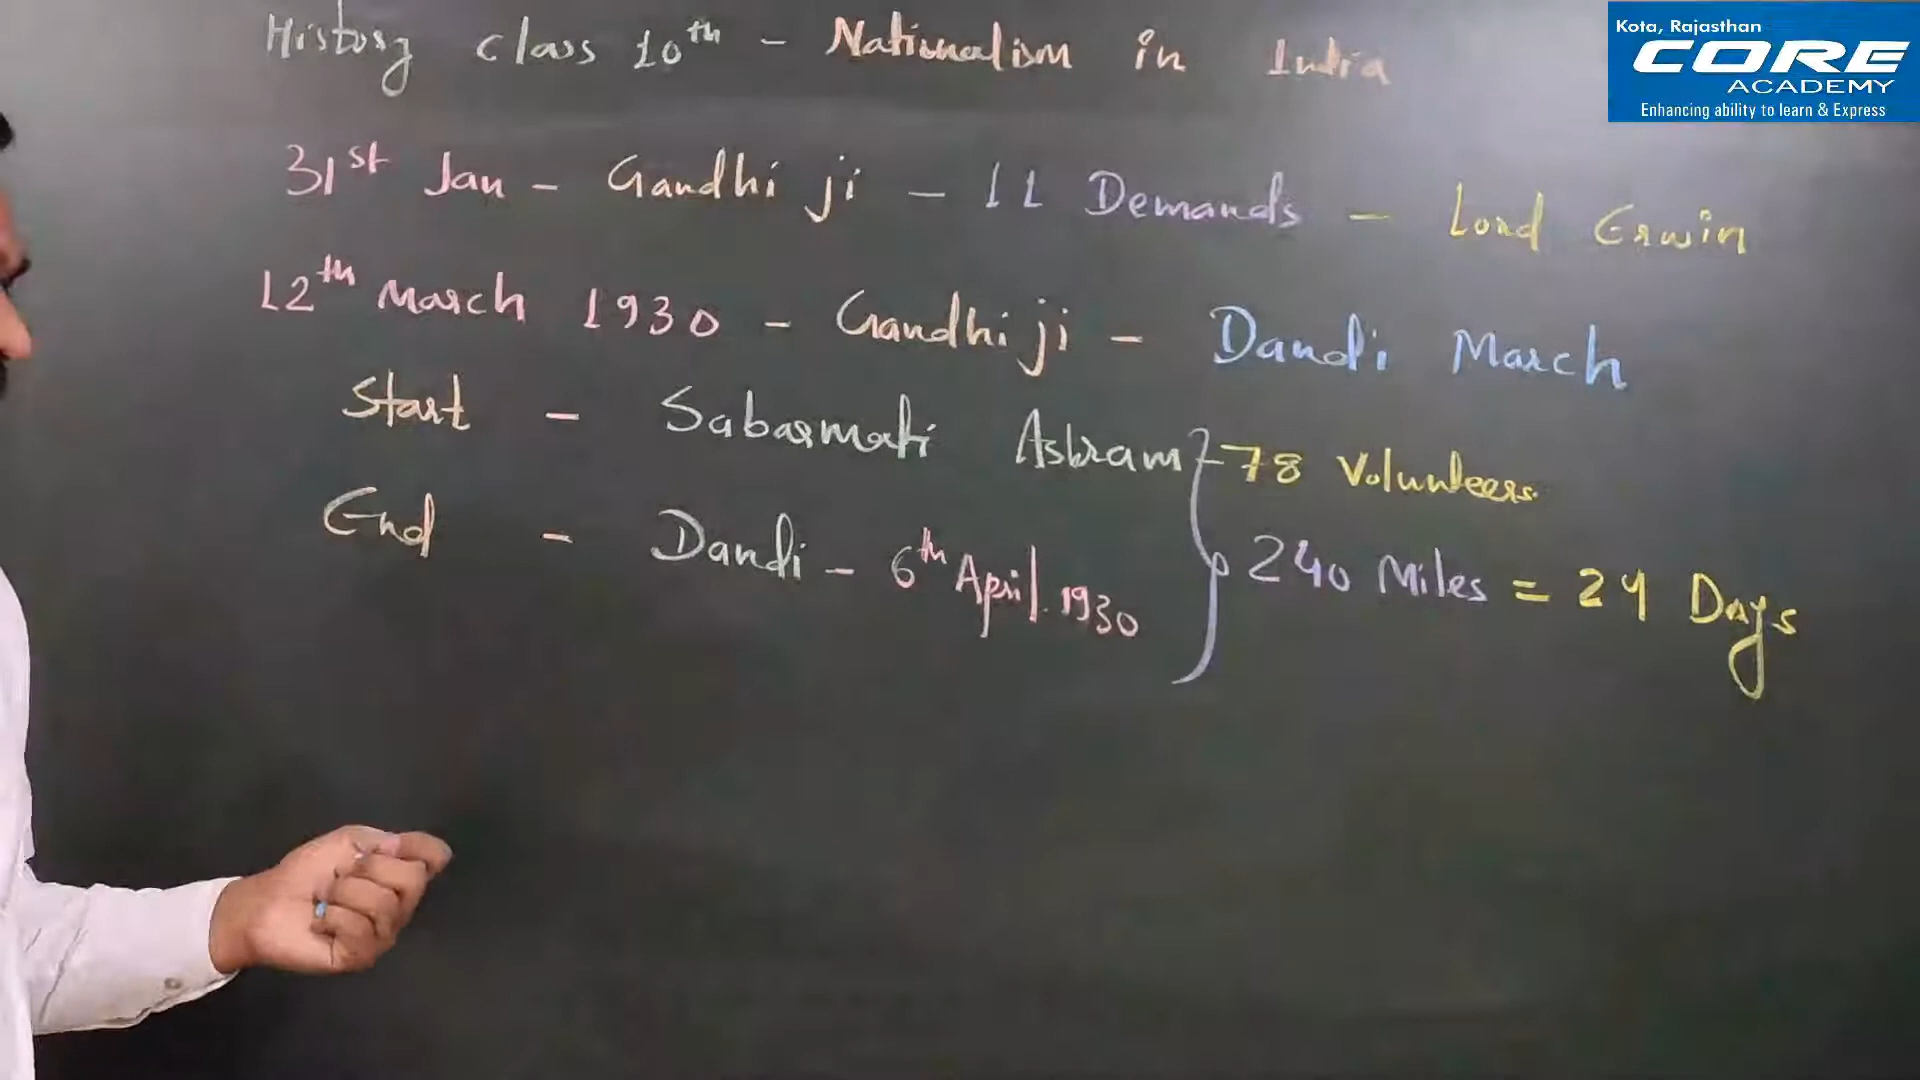 History class 10th - Nationalism in India
Kota, Rajasthan
CORE
ACADEMY
Enhancing ability to learn & Express
31st Jan - Gandhi ji - 11 Demands - Lord Erwin
12th March 1930 - Gandhi ji - Dandi March
Start - Sabarmati Ashram - 78 Volunteers.
End - Dandi - 6th April. 1930
240 Miles = 24 Days